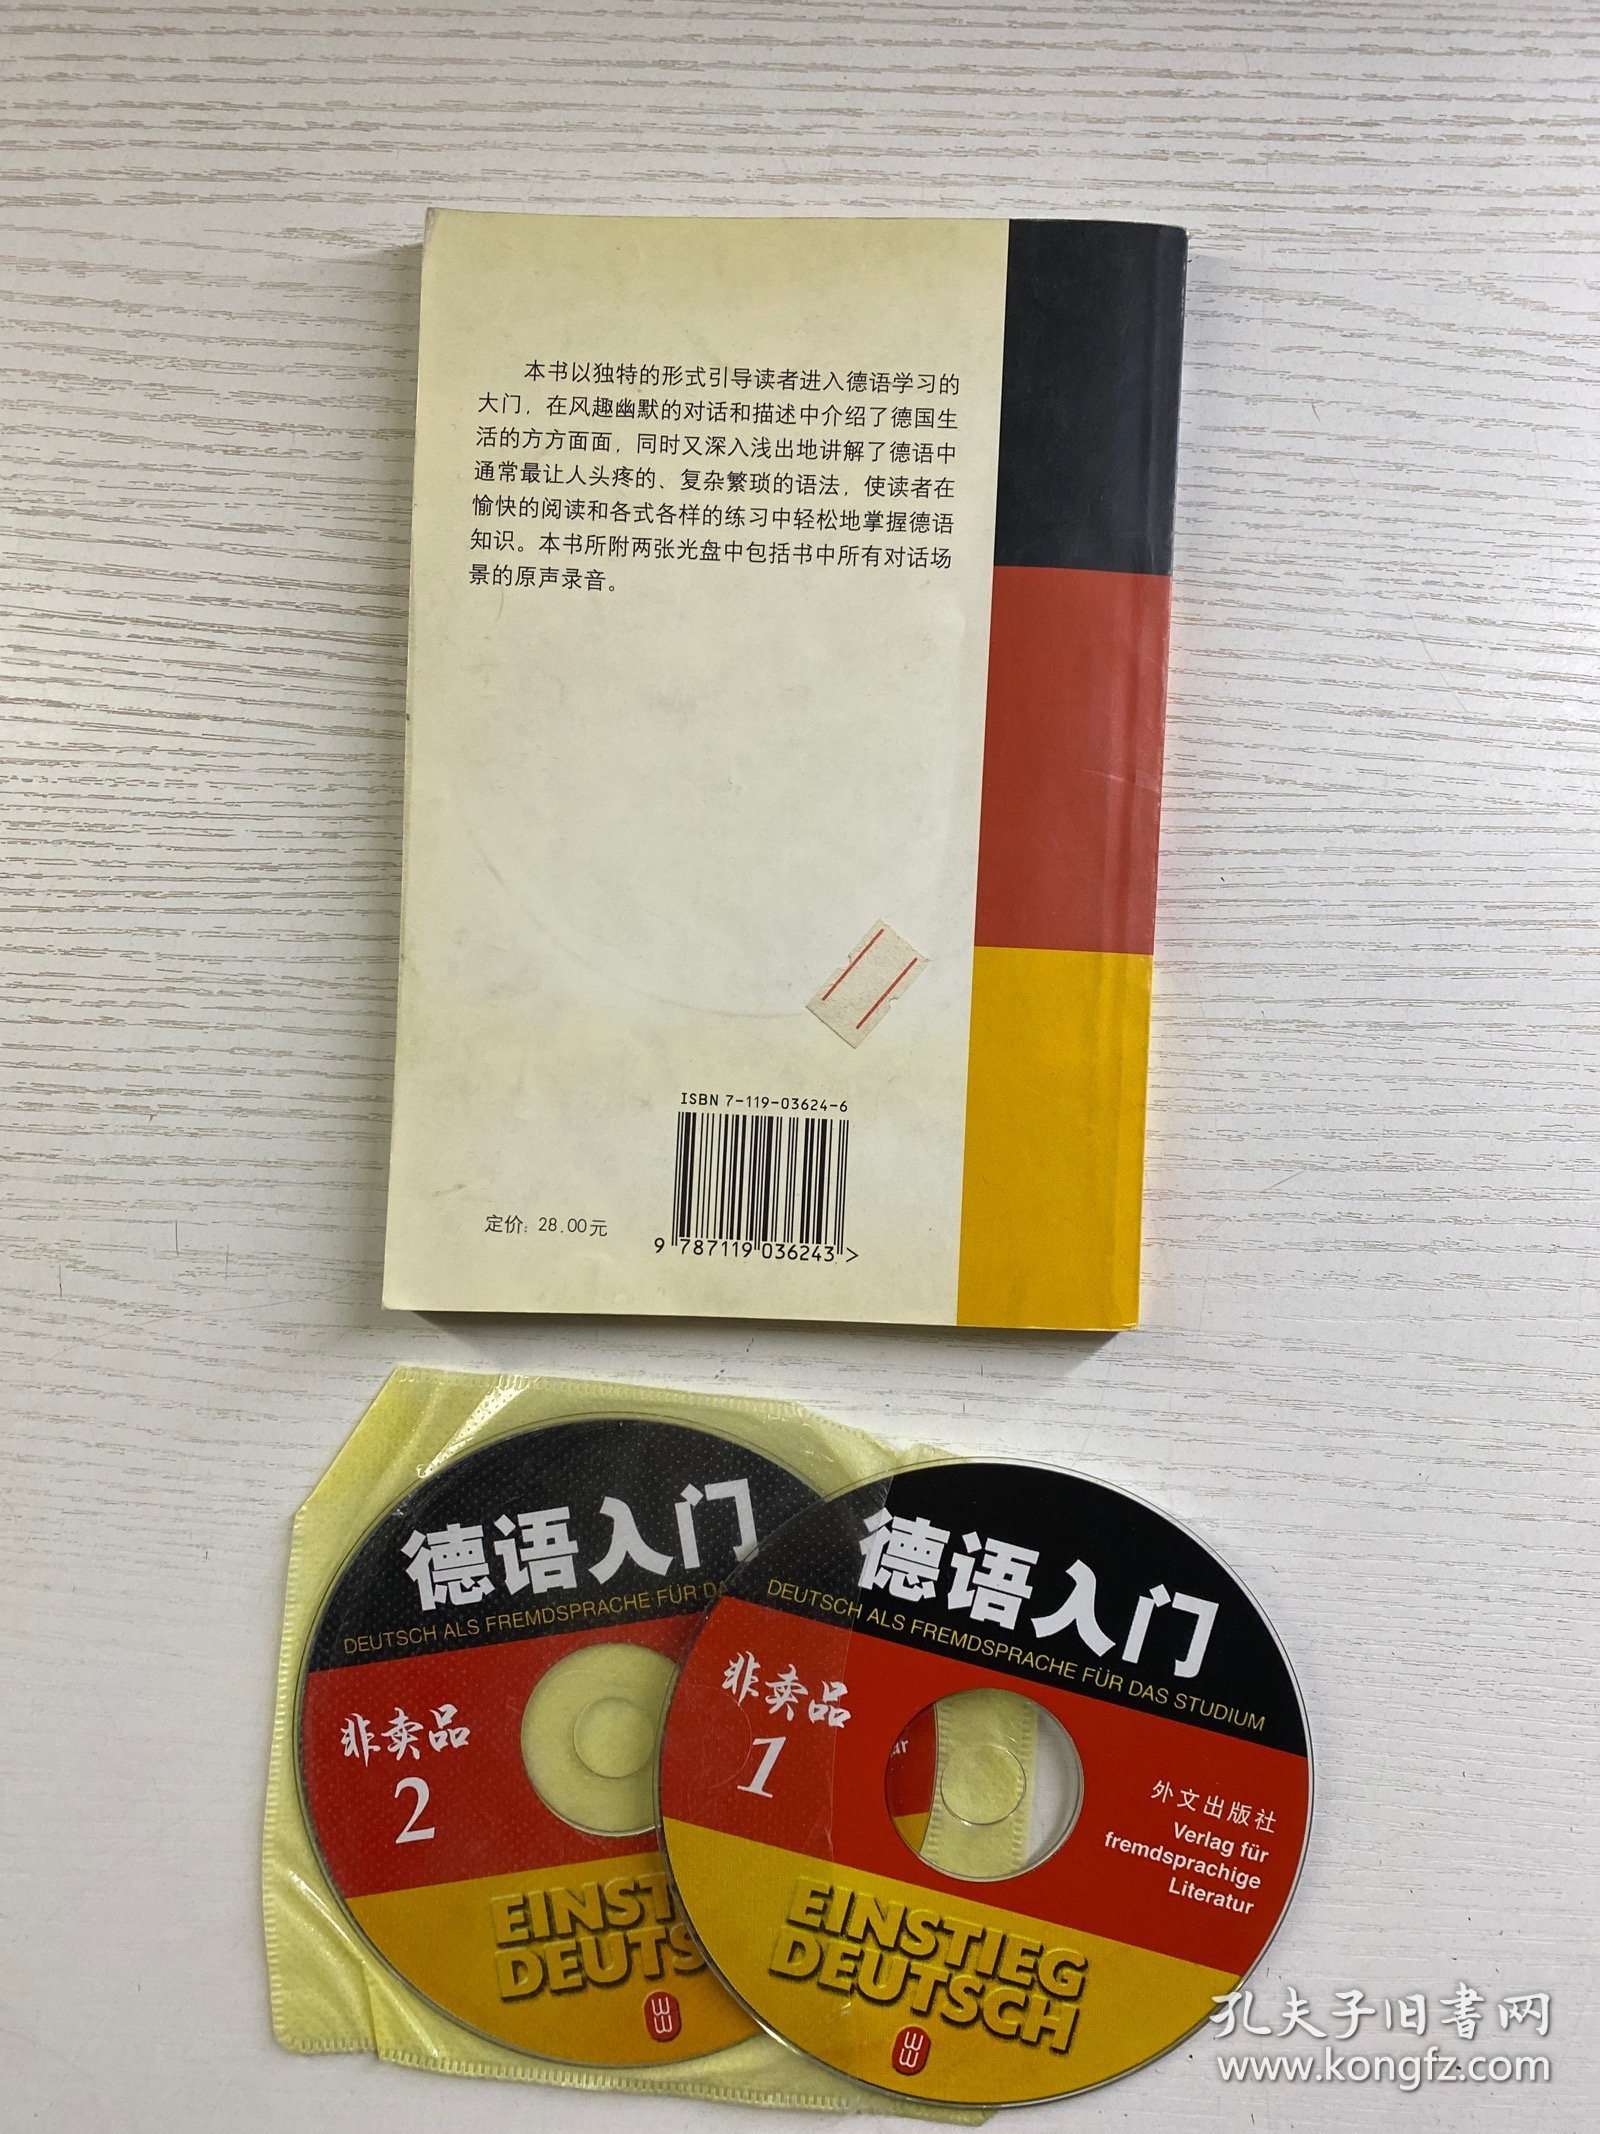 本书以独特的形式引导读者进入德语学习的
大门，在风趣幽默的对话和描述中介绍了德国生
活的方方面面，同时又深入浅出地讲解了德语中
通常最让人头疼的、复杂繁琐的语法，使读者在
愉快的阅读和各式各样的练习中轻松地掌握德语
知识。本书所附两张光盘中包括书中所有对话场
景的原声录音。
ISBN 7-119-03624-6
9 787119 036243 >
定价: 28.00元
德语入门
DEUTSCH ALS FREMDSPRACHE FÜR DA
非卖品
2
EINST
DEUTS
德语入门
DEUTSCH ALS FREMDSPRACHE FÜR DAS STUDIUM
非卖品
1
外文出版社
Verlag für
fremdsprachige
Literatur
EINSTIEG
DEUTSCH
孔夫子旧书网
www.kongfz.com